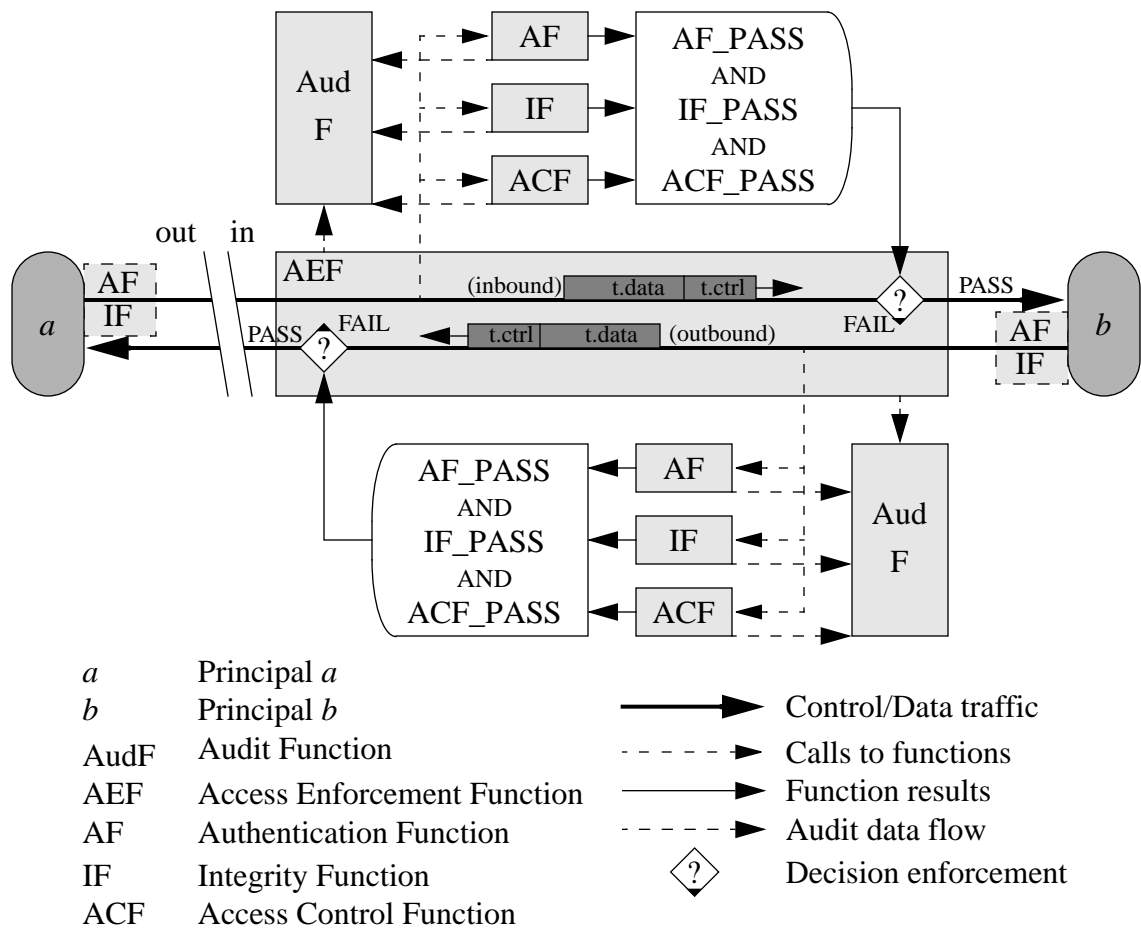 AF
AF_PASS
Aud
AND
F
IF
IF_PASS
AND
ACF
ACF_PASS
out in
AEF
AF
(inbound) t.data t.ctrl
?
PASS
a
IF
PASS
FAIL
FAIL
AF
b
?
t.ctrl t.data (outbound)
IF
AF_PASS
AF
AND
Aud
IF_PASS
IF
F
AND
ACF_PASS
ACF
a Principal a
b Principal b
AudF Audit Function
AEF Access Enforcement Function
AF Authentication Function
IF Integrity Function
ACF Access Control Function
Control/Data traffic
Calls to functions
Function results
Audit data flow
? Decision enforcement